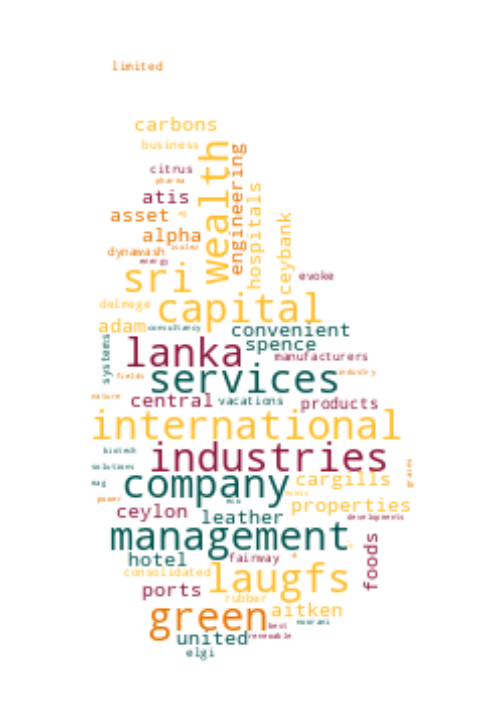 limited
carbons
business
wealth
engineering
citrus
pharma
hospitals
atis
asset
alpha
ceybank
dynawash
energy
evoke
sri
capital
delmege
adam
consultancy
convenient
spence
systems
lanka
manufacturers
services
fields
industry
nature
central
vacations
products
international
biotech
industries
solutions
grains
company
cargills
mag
power
eco
properties
ceylon
leather
developments
management
hotel
fairway
foods
consolidated
laugfs
ports
rubber
green
aitken
best
noorani
united
renewable
elgi